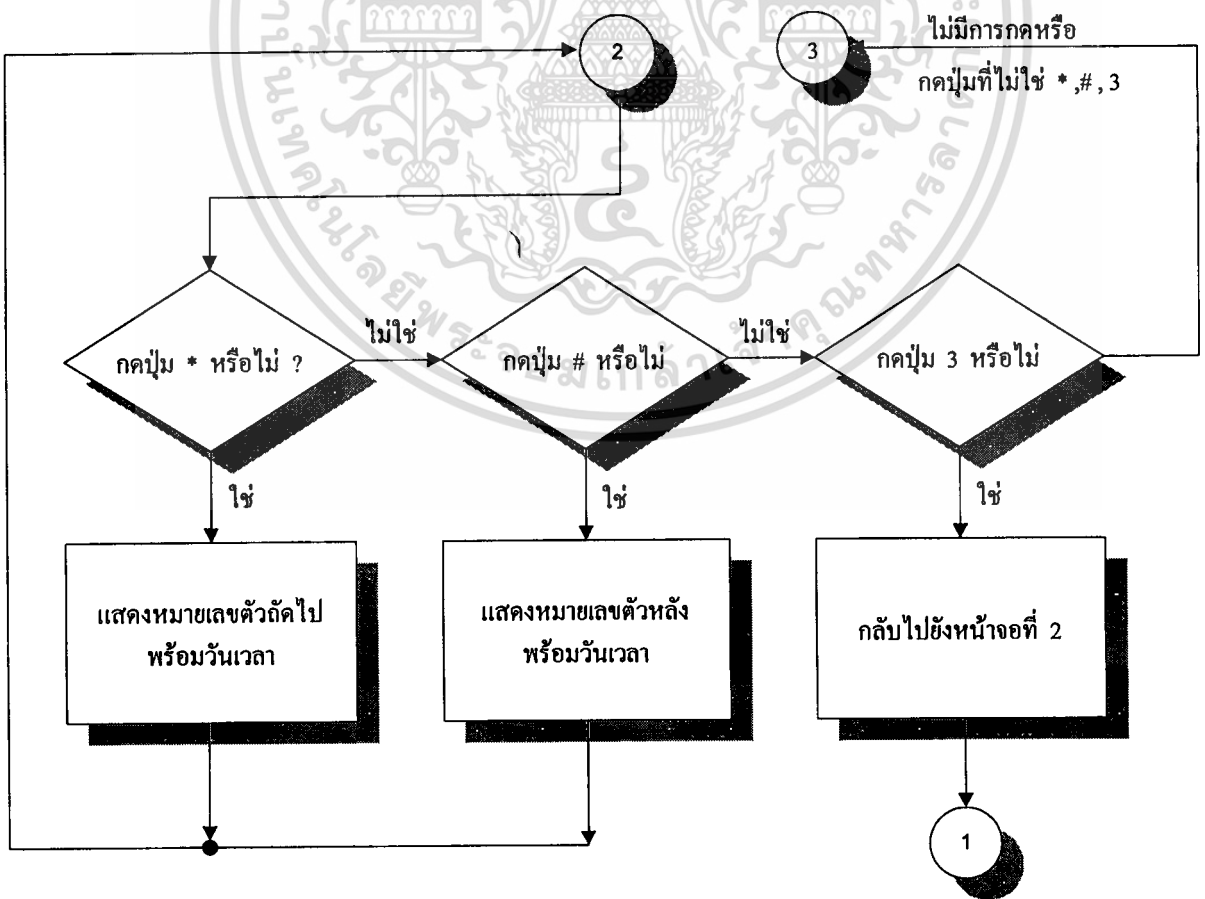 2
3
ไม่มีการกดหรือ
กดปุ่มที่ไม่ใช่ *,#,3
กดปุ่ม * หรือไม่ ?
ไม่ใช่
กดปุ่ม # หรือไม่
ไม่ใช่
กดปุ่ม 3 หรือไม่
ใช่
ใช่
ใช่
แสดงหมายเลขตัวถัดไป
พร้อมวันเวลา
แสดงหมายเลขตัวหลัง
พร้อมวันเวลา
กลับไปยังหน้าจอที่ 2
1